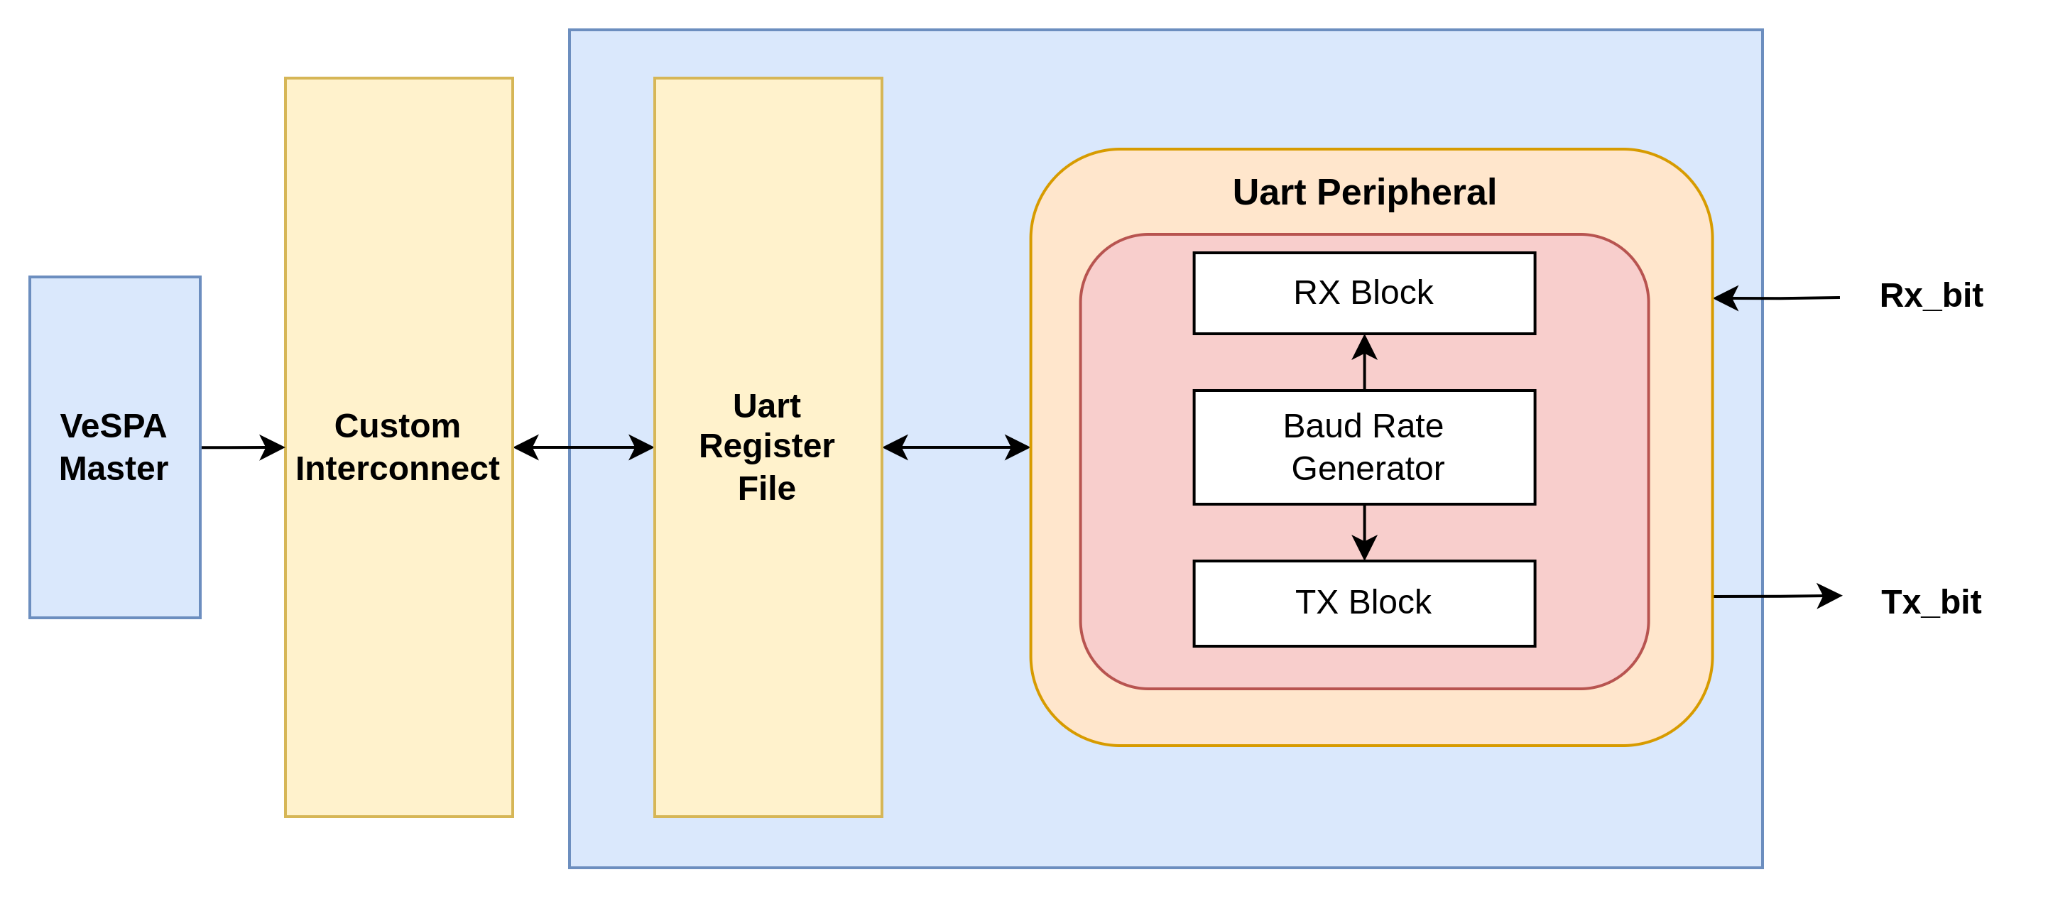 VeSPA
Master
Custom
Interconnect
Uart
Register
File
Uart Peripheral
RX Block
Baud Rate
Generator
TX Block
Rx_bit
Tx_bit